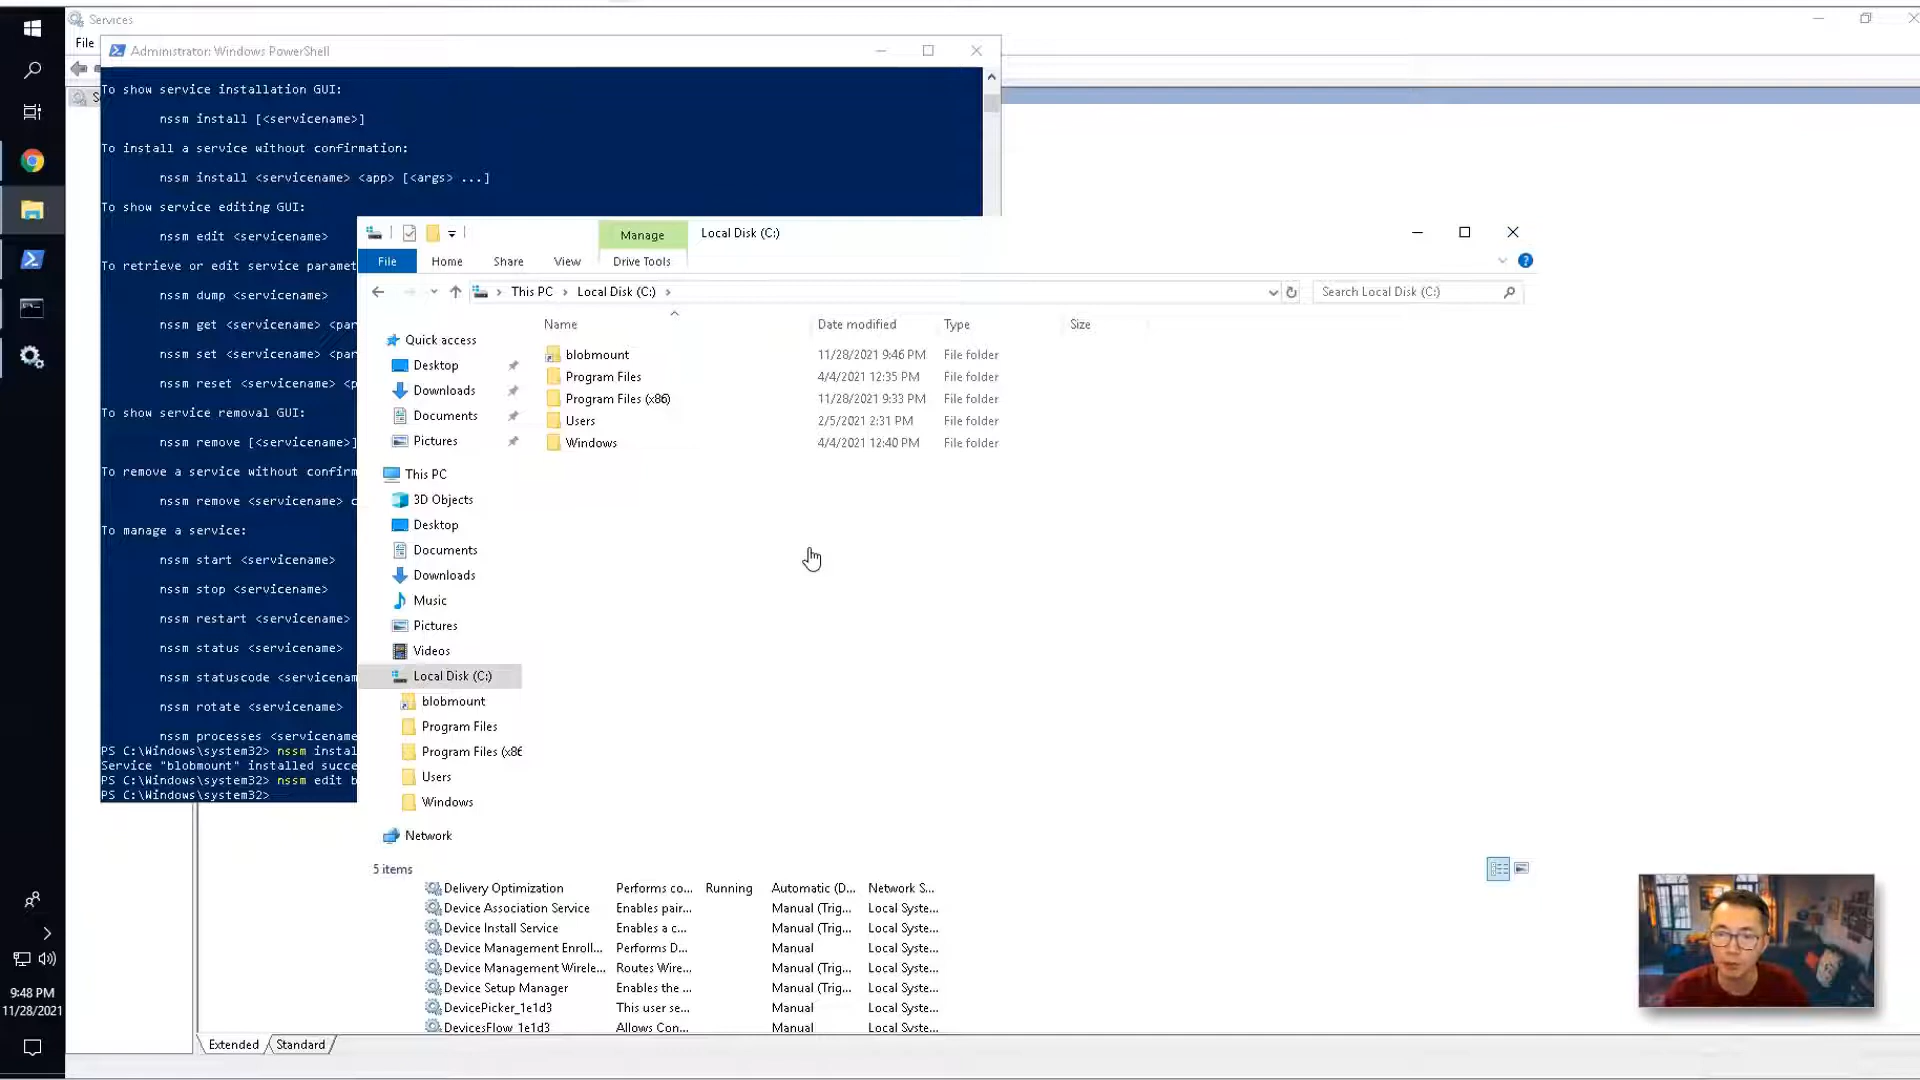 Services
File
Administrator: Windows PowerShell
To show service installation GUI:
nssm install [<servicename>]
To install a service without confirmation:
nssm install <servicename> <app> [<args> ...]
To show service editing GUI:
nssm edit <servicename>
To retrieve or edit service paramet
nssm dump <servicename>
nssm get <servicename> <par
nssm set <servicename> <par
nssm reset <servicename> <p
To show service removal GUI:
nssm remove [<servicename>]
To remove a service without confirm
nssm remove <servicename> c
To manage a service:
nssm start <servicename>
nssm stop <servicename>
nssm restart <servicename>
nssm status <servicename>
nssm statuscode <servicenam
nssm rotate <servicename>
nssm processes <servicename
PS C:\Windows\system32> nssm instal
Service "blobmount" installed succe
PS C:\Windows\system32> nssm edit b
PS C:\Windows\system32>
Manage
Local Disk (C:)
File
Home
Share
View
Drive Tools
This PC
Local Disk (C:)
Search Local Disk (C:)
Name
Date modified
Type
Size
blobmount 11/28/2021 9:46 PM File folder
Program Files 4/4/2021 12:35 PM File folder
Program Files (x86) 11/28/2021 9:33 PM File folder
Users 2/5/2021 2:31 PM File folder
Windows 4/4/2021 12:40 PM File folder
Quick access
Desktop
Downloads
Documents
Pictures
This PC
3D Objects
Desktop
Documents
Downloads
Music
Pictures
Videos
Local Disk (C:)
blobmount
Program Files
Program Files (x86
Users
Windows
Network
5 items
Delivery Optimization Performs co... Running Automatic (D... Network S...
Device Association Service Enables pair... Manual (Trig... Local Syste...
Device Install Service Enables a c... Manual (Trig... Local Syste...
Device Management Enroll... Performs D... Manual Local Syste...
Device Management Wirele... Routes Wire... Manual (Trig... Local Syste...
Device Setup Manager Enables the ... Manual (Trig... Local Syste...
DevicePicker_1e1d3 This user se... Manual Local Syste...
DevicesFlow_1e1d3 Allows Con... Manual Local Syste...
Extended
Standard
9:48 PM
11/28/2021